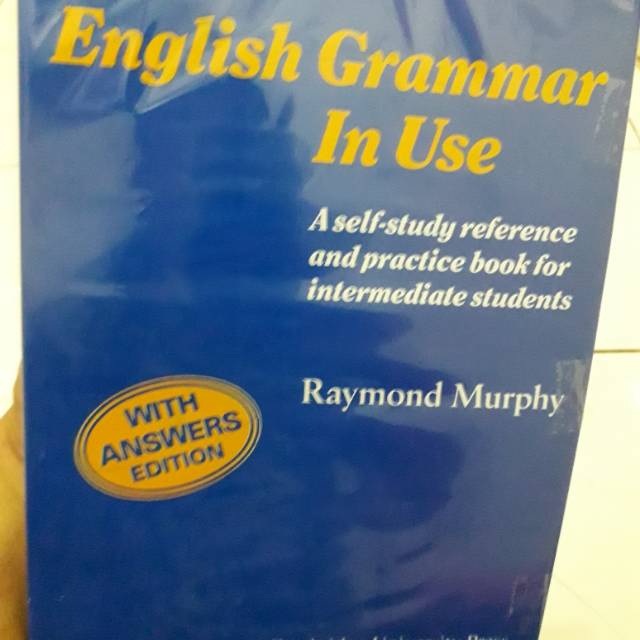 English Grammar
In Use
A self-study reference
and practice book for
intermediate students
Raymond Murphy
WITH
ANSWERS
EDITION